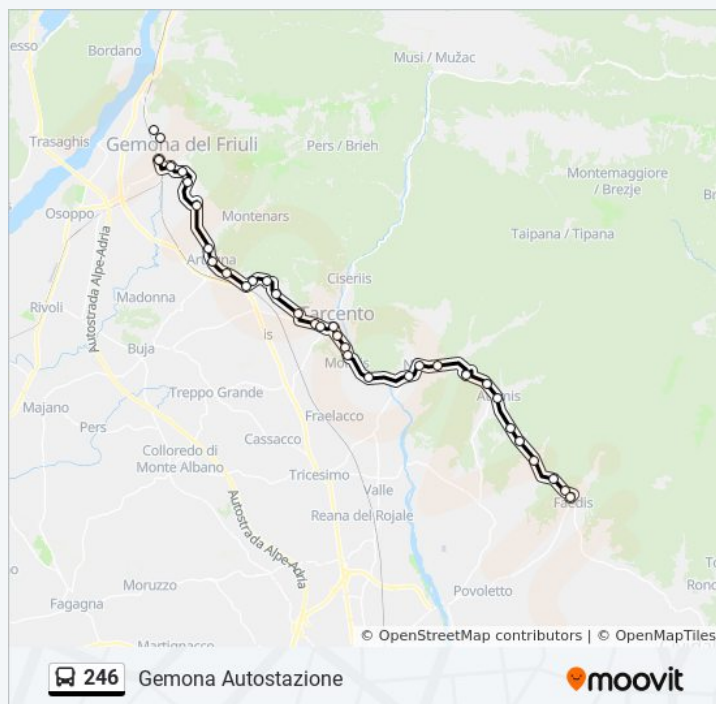 Bordano
Musi / Mužac
Trasaghis
Gemona del Friuli
Pers / Brieh
Montemaggiore
/ Brezje
Osoppo
Montenars
Taipana / Tipana
Autostrada Alpe-Adria
Ciseriis
Rivoli
Madonna
Tarcento
is
Buja
Treppo Grande
Majano
Fraelacco
Pers
Cassacco
Colloredo di
Monte Albano
Tricesimo
Valle
Faedis
Autostrada Alpe-Adria
Reana del Rojale
Moruzzo
Povoletto
Fagagna
Martignacco
© OpenStreetMap contributors | © OpenMapTiles
246 Gemona Autostazione moovit